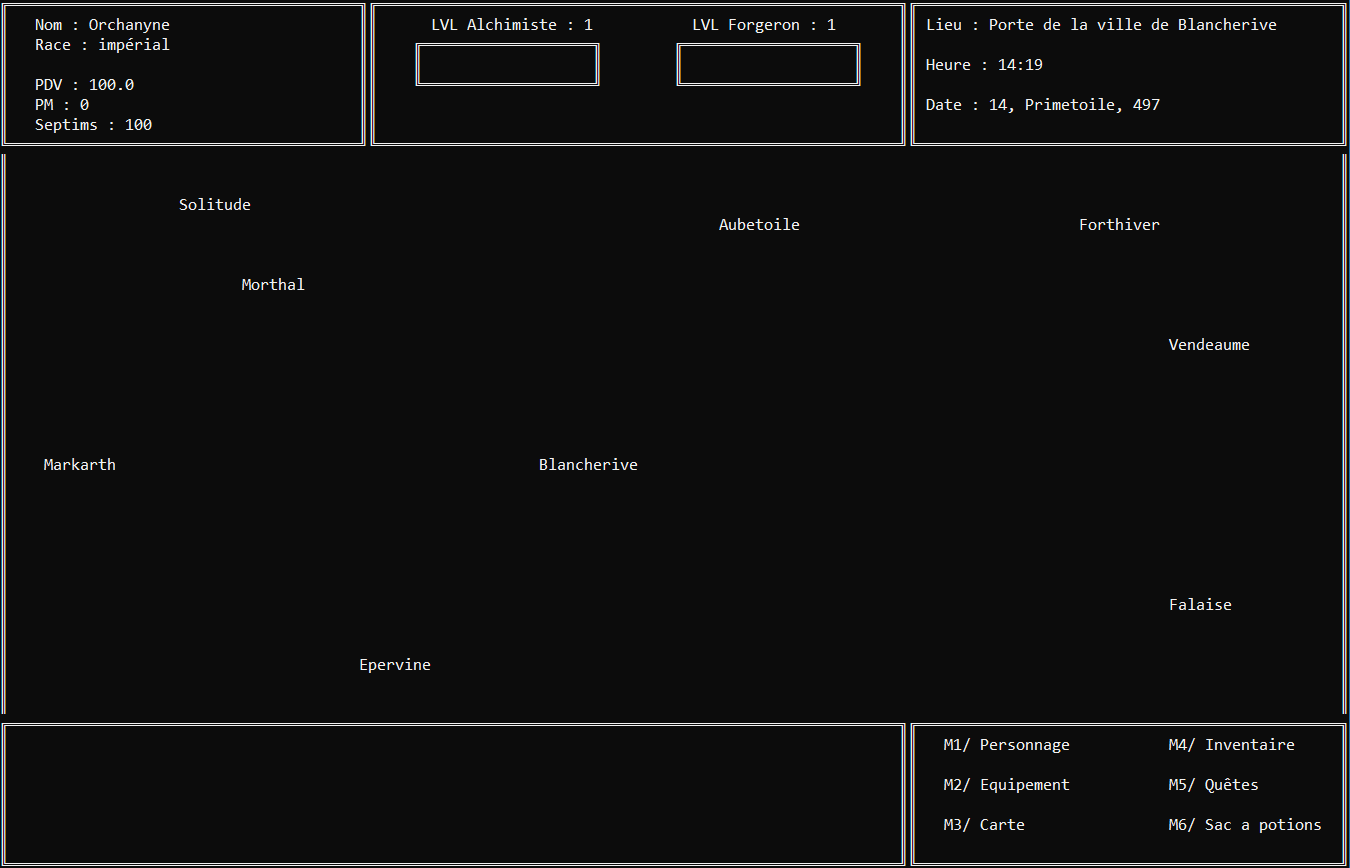 Nom : Orchanyne
Race : impérial
PDV : 100.0
PM : 0
Septims : 100
LVL Alchimiste : 1
LVL Forgeron : 1
Lieu : Porte de la ville de Blancherive
Heure : 14:19
Date : 14, Primetoile, 497
Solitude
Aubetoile
Forthiver
Morthal
Vendeaume
Markarth
Blancherive
Falaise
Epervine
M1/ Personnage
M4/ Inventaire
M2/ Equipement
M5/ Quêtes
M3/ Carte
M6/ Sac a potions